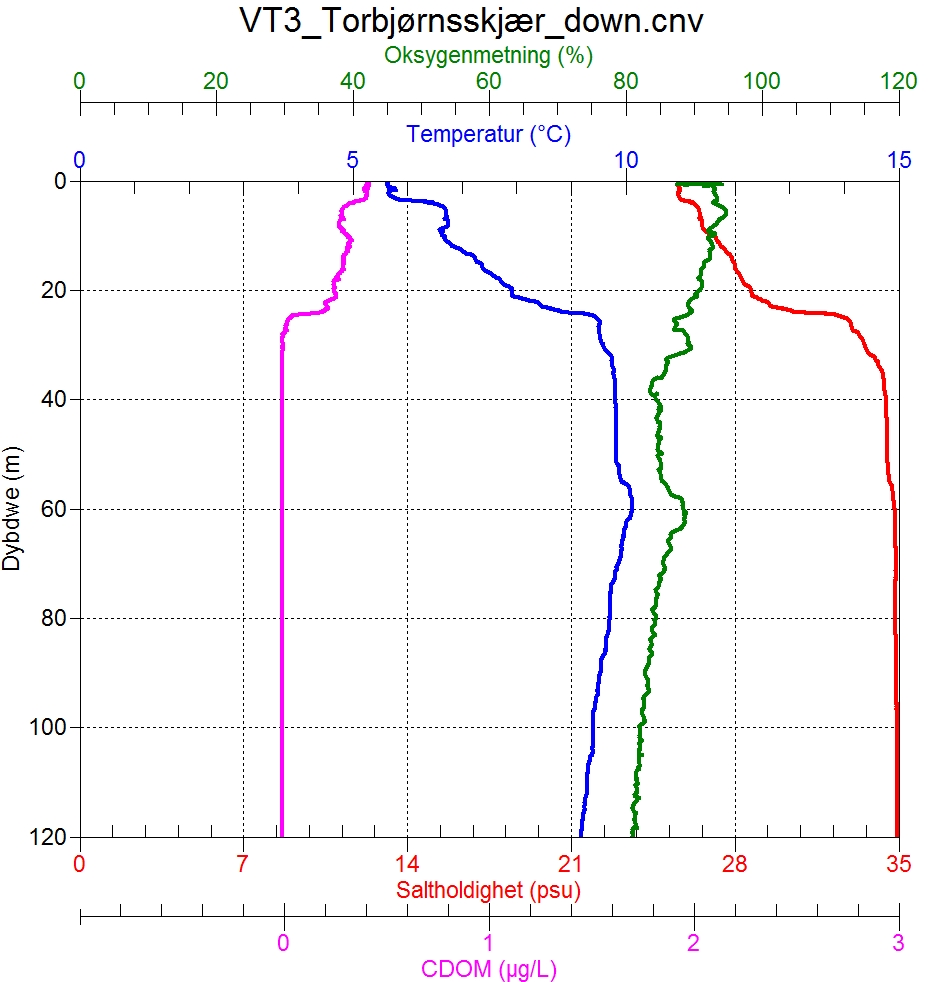 VT3_Torbjørnsskjær_down.cnv
Oksygenmetning (%)
0 20 40 60 80 100 120
Temperatur (°C)
0 5 10 15
0
20
40
60
80
100
120
Dybdwe (m)
0 7 14 21 28 35
Saltholdighet (psu)
0 1 2 3
CDOM (µg/L)